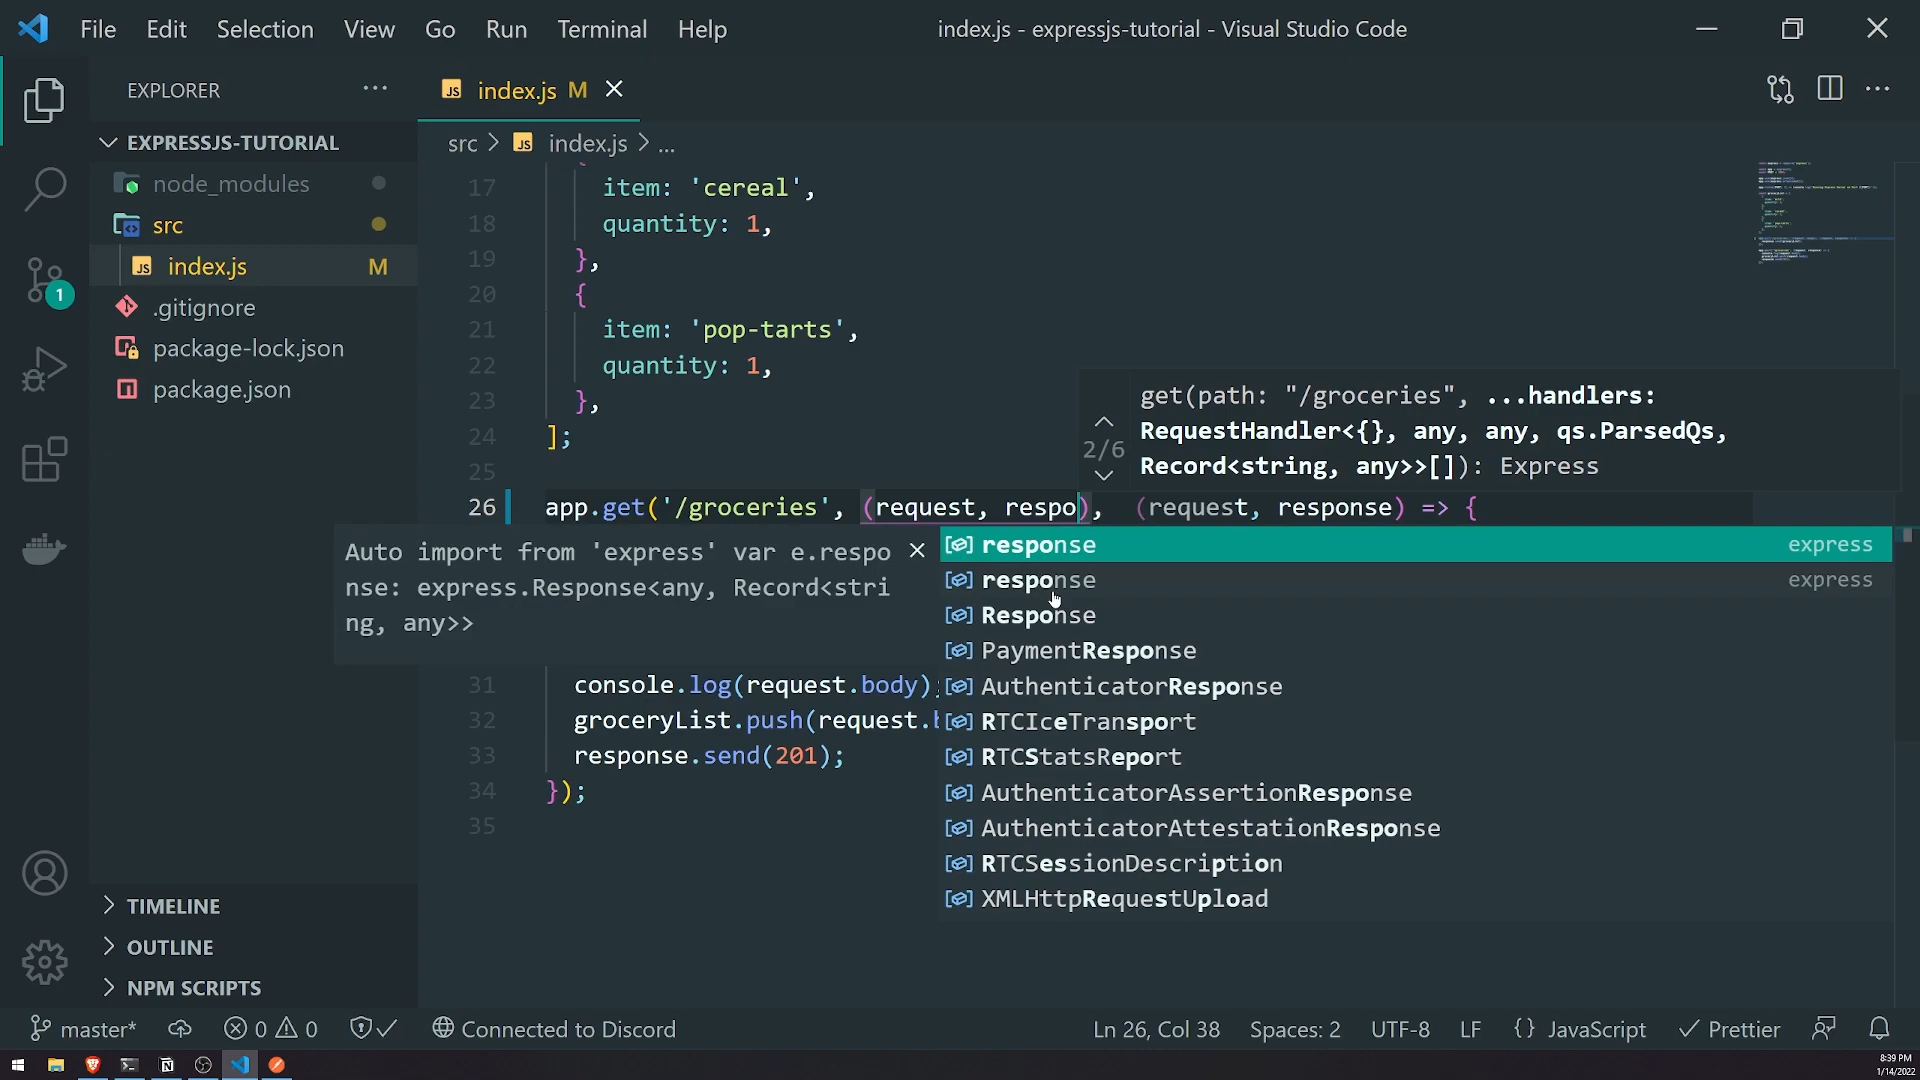 File Edit Selection View Go Run Terminal Help
index.js - expressjs-tutorial - Visual Studio Code
EXPLORER
index.js M
EXPRESSJS-TUTORIAL
node_modules
src
index.js M
.gitignore
package-lock.json
package.json
TIMELINE
OUTLINE
NPM SCRIPTS
1
src > index.js > ...
17 item: 'cereal',
18 quantity: 1,
19 },
20 {
21 item: 'pop-tarts',
22 quantity: 1,
23 },
24 ];
25
26 app.get('/groceries', (request, respo), (request, response) => {
get(path: "/groceries", ...handlers:
RequestHandler<{}, any, any, qs.ParsedQs,
Record<string, any>>[]): Express
2/6
Auto import from 'express' var e.respo
nse: express.Response<any, Record<stri
ng, any>>
response express
response express
Response
PaymentResponse
AuthenticatorResponse
RTCIceTransport
RTCStatsReport
AuthenticatorAssertionResponse
AuthenticatorAttestationResponse
RTCSessionDescription
XMLHttpRequestUpload
31 console.log(request.body);
32 groceryList.push(request.b
33 response.send(201);
34 });
35
master* 0 0 Connected to Discord
Ln 26, Col 38 Spaces: 2 UTF-8 LF {} JavaScript Prettier
8:39 PM
1/14/2022